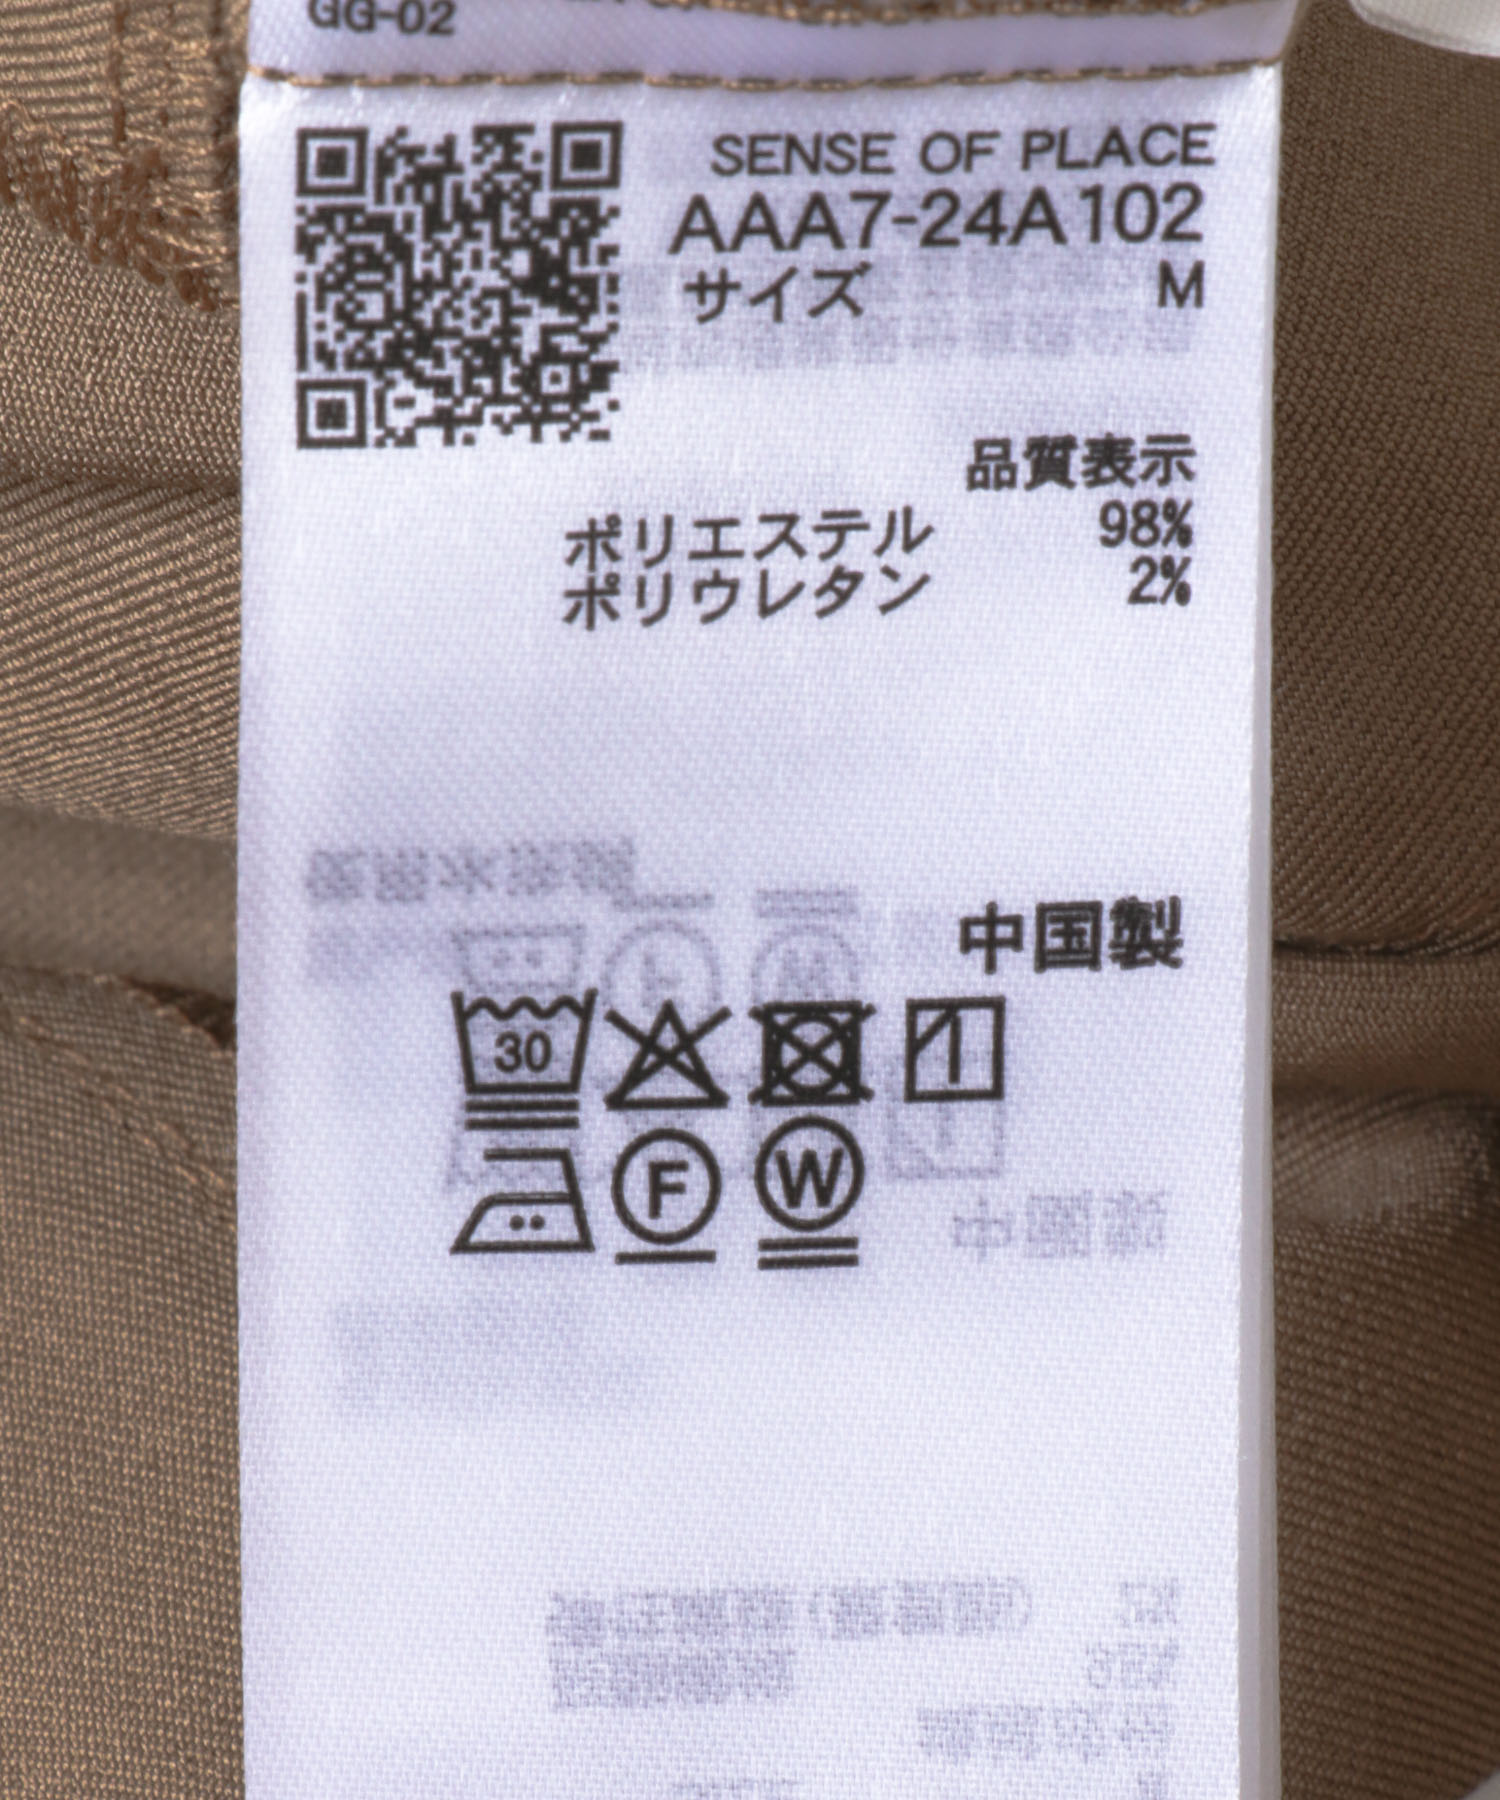 GG-02
SENSE OF PLACE
AAA7-24A102
サイズ M
品質表示
ポリエステル 98%
ポリウレタン 2%
中国製
30
F W